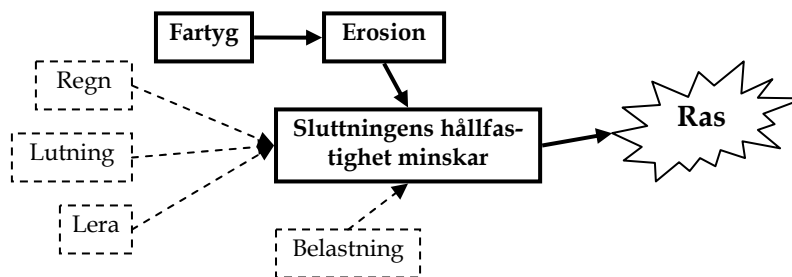 Fartyg
Erosion
Regn
Lutning
Lera
Sluttningens hållfas-
tighet minskar
Ras
Belastning